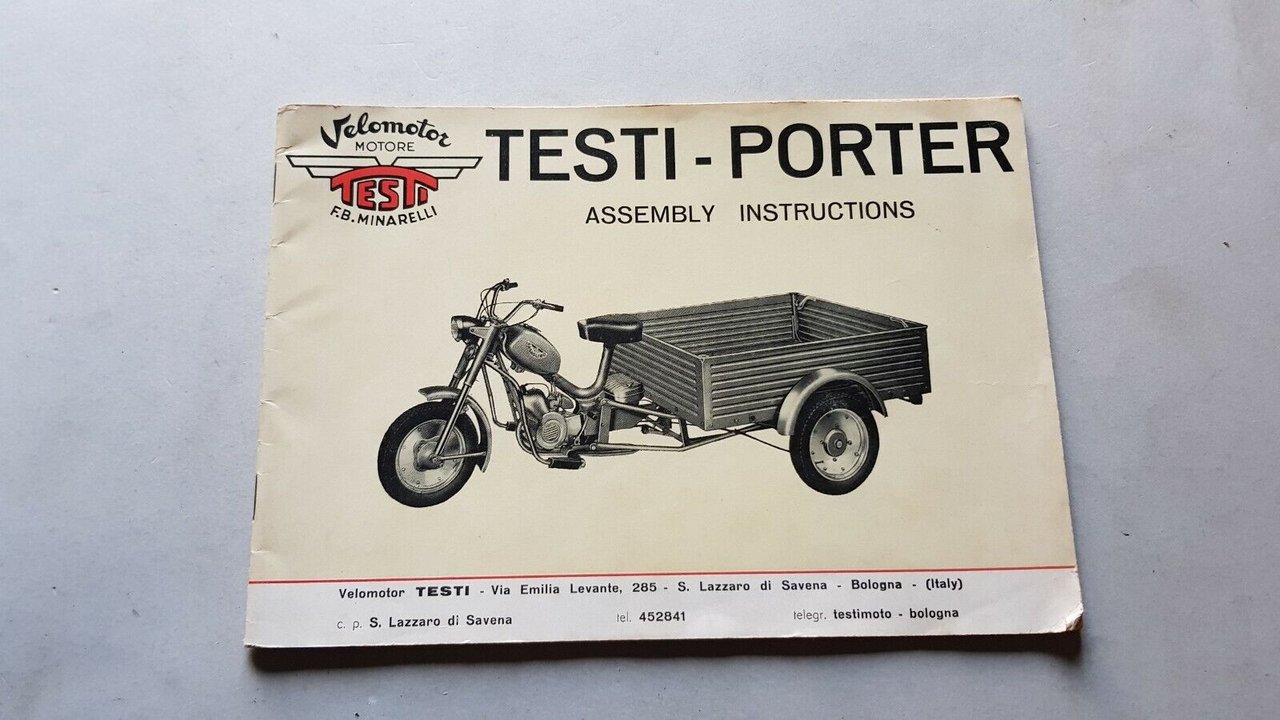 Velomotor
MOTORE
TESTI
F.B. MINARELLI
TESTI - PORTER
ASSEMBLY INSTRUCTIONS
Velomotor TESTI - Via Emilia Levante, 285 - S. Lazzaro di Savena - Bologna - (Italy)
c. p. S. Lazzaro di Savena tel. 452841 telegr. testimoto - bologna